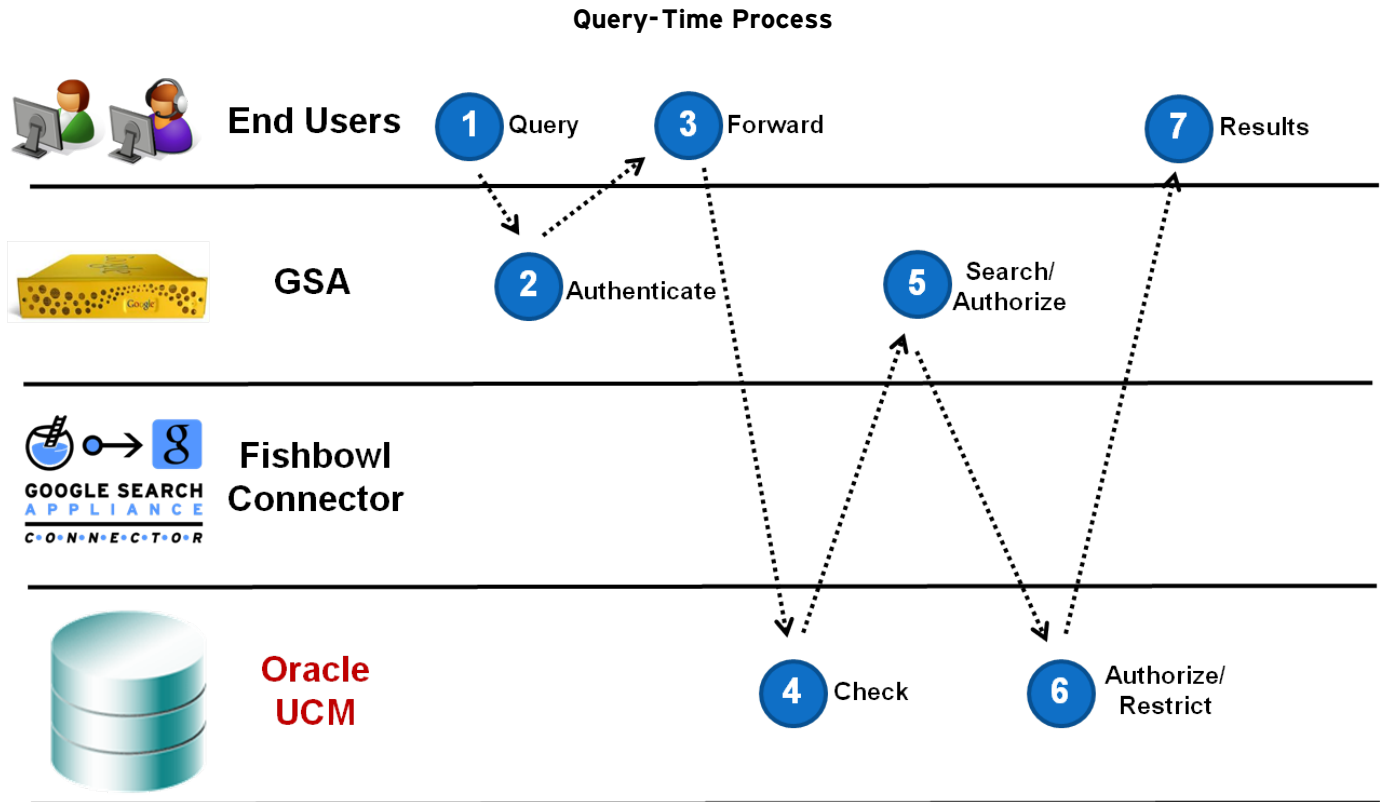 Query-Time Process
End Users
1
Query
3
Forward
7
Results
Google
GSA
2
Authenticate
5
Search/
Authorize
g
GOOGLE SEARCH
APPLIANCE
C•O•N•N•E•C•T•O•R
Fishbowl
Connector
Oracle
UCM
4
Check
6
Authorize/
Restrict